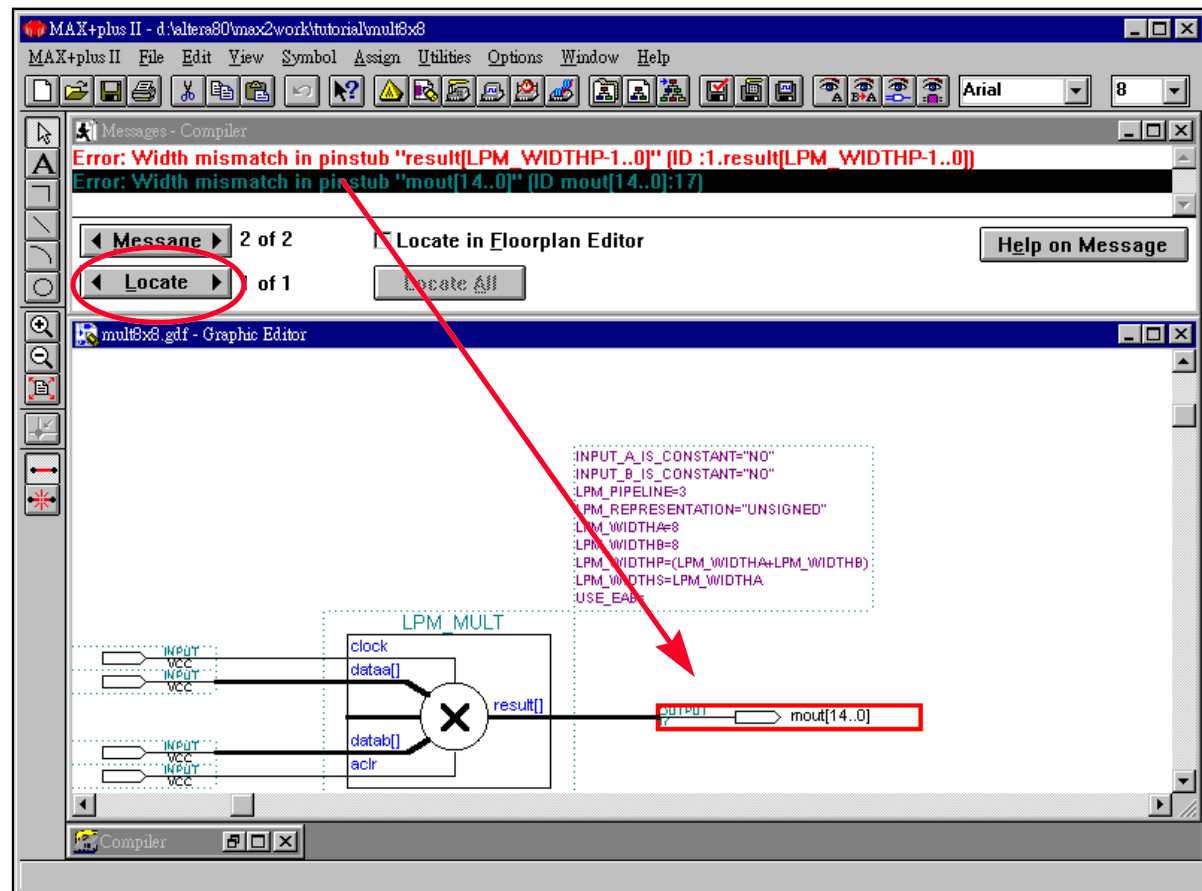 MAX+plus II - d:\altera80\max2work\tutorial\mult8x8
MAX+plus II File Edit View Symbol Assign Utilities Options Window Help
Arial 8
Messages - Compiler
Error: Width mismatch in pinstub "result[LPM_WIDTHP-1..0]" (ID :1.result[LPM_WIDTHP-1..0])
Error: Width mismatch in pinstub "mout[14..0]" (ID mout[14..0]:17)
Message 2 of 2 Locate in Floorplan Editor Help on Message
Locate 1 of 1 Locate All
mult8x8.gdf - Graphic Editor
INPUT_A_IS_CONSTANT="NO"
INPUT_B_IS_CONSTANT="NO"
LPM_PIPELINE=3
LPM_REPRESENTATION="UNSIGNED"
LPM_WIDTHA=8
LPM_WIDTHB=8
LPM_WIDTHP=(LPM_WIDTHA+LPM_WIDTHB)
LPM_WIDTHS=LPM_WIDTHA
USE_EAB=
LPM_MULT
clock
INPUT
VCC
dataa[]
INPUT
VCC
result[]
OUTPUT
mout[14..0]
datab[]
INPUT
VCC
aclr
INPUT
VCC
Compiler